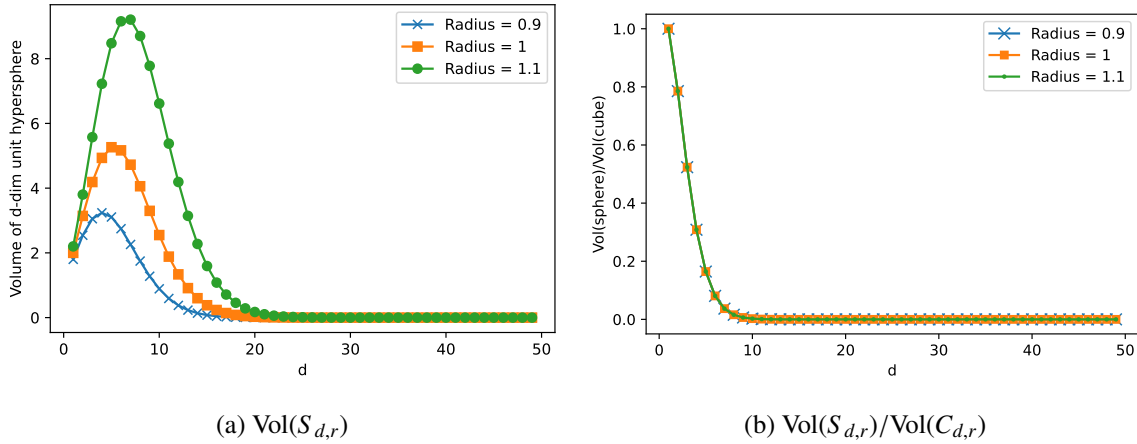 Volume of d-dim unit hypersphere
8
6
4
2
0
0
10
20
30
40
50
d
Radius = 0.9
Radius = 1
Radius = 1.1
(a) Vol(S_{d,r})
Vol(sphere)/Vol(cube)
1.0
0.8
0.6
0.4
0.2
0.0
0
10
20
30
40
50
d
Radius = 0.9
Radius = 1
Radius = 1.1
(b) Vol(S_{d,r})/Vol(C_{d,r})